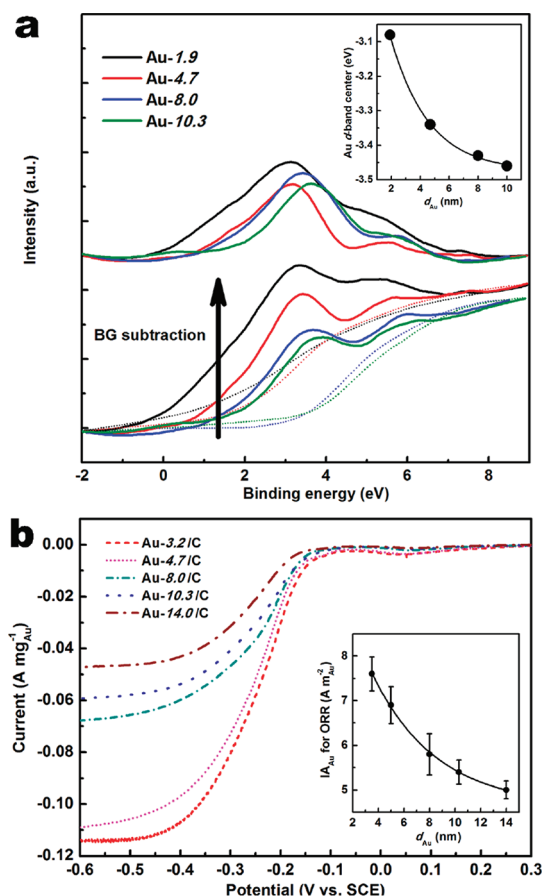 a
Au-1.9
Au-4.7
Au-8.0
Au-10.3
Au d-band center (eV)
-3.1
-3.2
-3.3
-3.4
-3.5
2 4 6 8 10
dAu (nm)
Intensity (a.u.)
BG subtraction
-2 0 2 4 6 8
Binding energy (eV)
b
Au-3.2/C
Au-4.7/C
Au-8.0/C
Au-10.3/C
Au-14.0/C
0.00
-0.02
-0.04
-0.06
-0.08
-0.10
-0.12
Current (A mg-1Au)
IAAu for ORR (A m-2Au)
8
7
6
5
2 4 6 8 10 12 14
dAu (nm)
-0.6 -0.5 -0.4 -0.3 -0.2 -0.1 0.0 0.1 0.2 0.3
Potential (V vs. SCE)